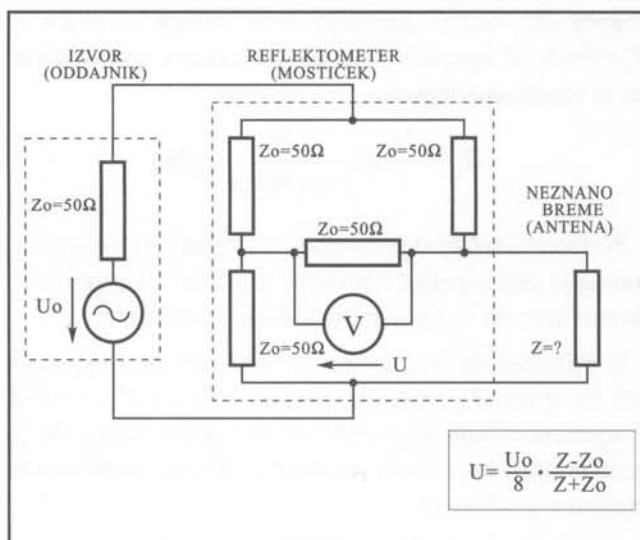 IZVOR
(ODDAJNIK)
REFLEKTOMETER
(MOSTIČEK)
Zo=50Ω
Zo=50Ω
Zo=50Ω
Zo=50Ω
NEZNANO
BREME
(ANTENA)
Uo
V
Zo=50Ω
U
Z=?
U= Uo/8 · Z-Zo/Z+Zo